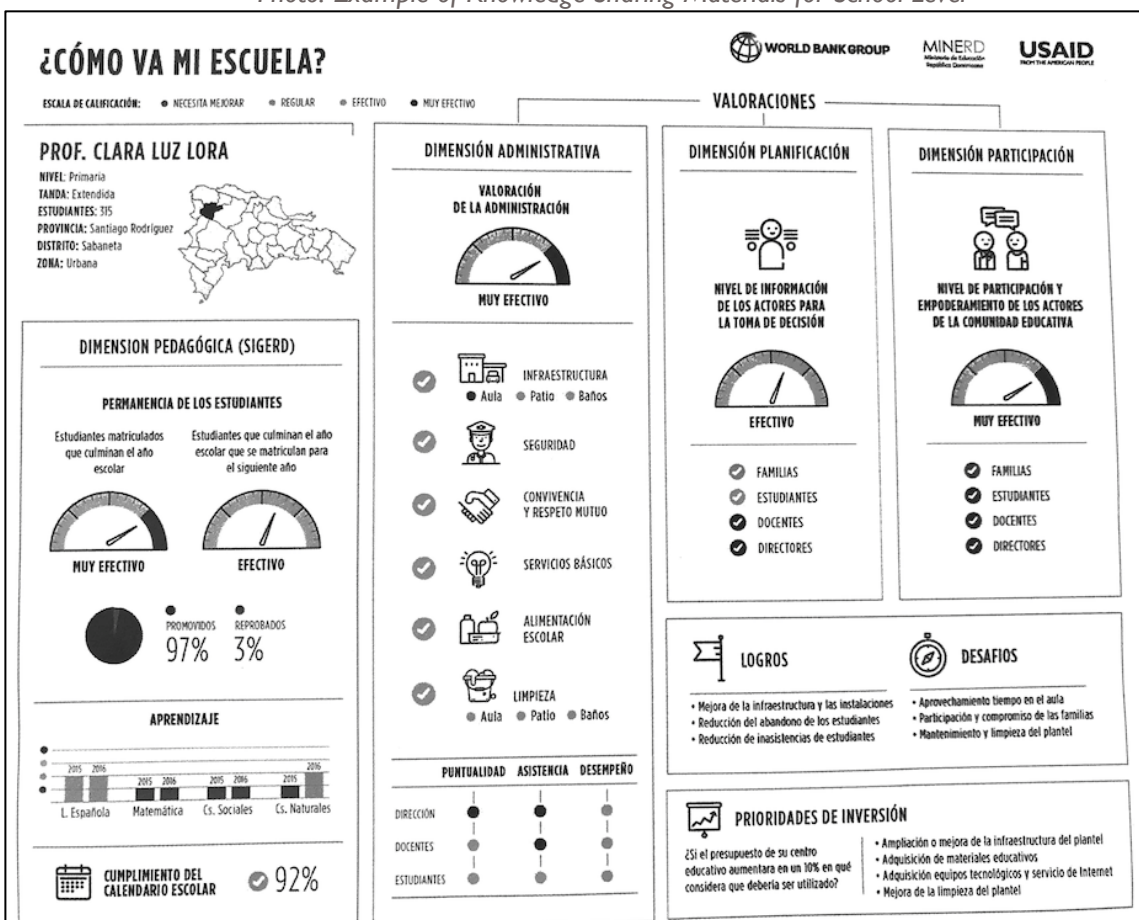 Photo: Example of Knowledge Sharing Materials for School Level
¿CÓMO VA MI ESCUELA?
WORLD BANK GROUP
MINERD
Ministerio de Educación
República Dominicana
USAID
FROM THE AMERICAN PEOPLE
ESCALA DE CALIFICACIÓN: NECESITA MEJORAR REGULAR EFECTIVO MUY EFECTIVO
VALORACIONES
PROF. CLARA LUZ LORA
NIVEL: Primaria
TANDA: Extendida
ESTUDIANTES: 315
PROVINCIA: Santiago Rodríguez
DISTRITO: Sabaneta
ZONA: Urbana
DIMENSION PEDAGÓGICA (SIGERD)
PERMANENCIA DE LOS ESTUDIANTES
Estudiantes matriculados
que culminan el año
escolar
MUY EFECTIVO
Estudiantes que culminan el año
escolar que se matriculan para
el siguiente año
EFECTIVO
PROMOVIDOS
97%
REPROBADOS
3%
APRENDIZAJE
2015 2016
L. Española
2015 2016
Matemática
2015 2016
Cs. Sociales
2015 2016
Cs. Naturales
CUMPLIMIENTO DEL
CALENDARIO ESCOLAR
92%
DIMENSIÓN ADMINISTRATIVA
VALORACIÓN
DE LA ADMINISTRACIÓN
MUY EFECTIVO
INFRAESTRUCTURA
Aula Patio Baños
SEGURIDAD
CONVIVENCIA
Y RESPETO MUTUO
SERVICIOS BÁSICOS
ALIMENTACIÓN
ESCOLAR
LIMPIEZA
Aula Patio Baños
PUNTUALIDAD ASISTENCIA DESEMPEÑO
DIRECCIÓN
DOCENTES
ESTUDIANTES
DIMENSIÓN PLANIFICACIÓN
NIVEL DE INFORMACIÓN
DE LOS ACTORES PARA
LA TOMA DE DECISIÓN
EFECTIVO
FAMILIAS
ESTUDIANTES
DOCENTES
DIRECTORES
DIMENSIÓN PARTICIPACIÓN
NIVEL DE PARTICIPACIÓN Y
EMPODERAMIENTO DE LOS ACTORES
DE LA COMUNIDAD EDUCATIVA
MUY EFECTIVO
FAMILIAS
ESTUDIANTES
DOCENTES
DIRECTORES
LOGROS
• Mejora de la infraestructura y las instalaciones
• Reducción del abandono de los estudiantes
• Reducción de inasistencias de estudiantes
DESAFIOS
• Aprovechamiento tiempo en el aula
• Participación y compromiso de las familias
• Mantenimiento y limpieza del plantel
PRIORIDADES DE INVERSIÓN
¿Si el presupuesto de su centro
educativo aumentara en un 10% en qué
considera que debería ser utilizado?
• Ampliación o mejora de la infraestructura del plantel
• Adquisición de materiales educativos
• Adquisición equipos tecnológicos y servicio de Internet
• Mejora de la limpieza del plantel